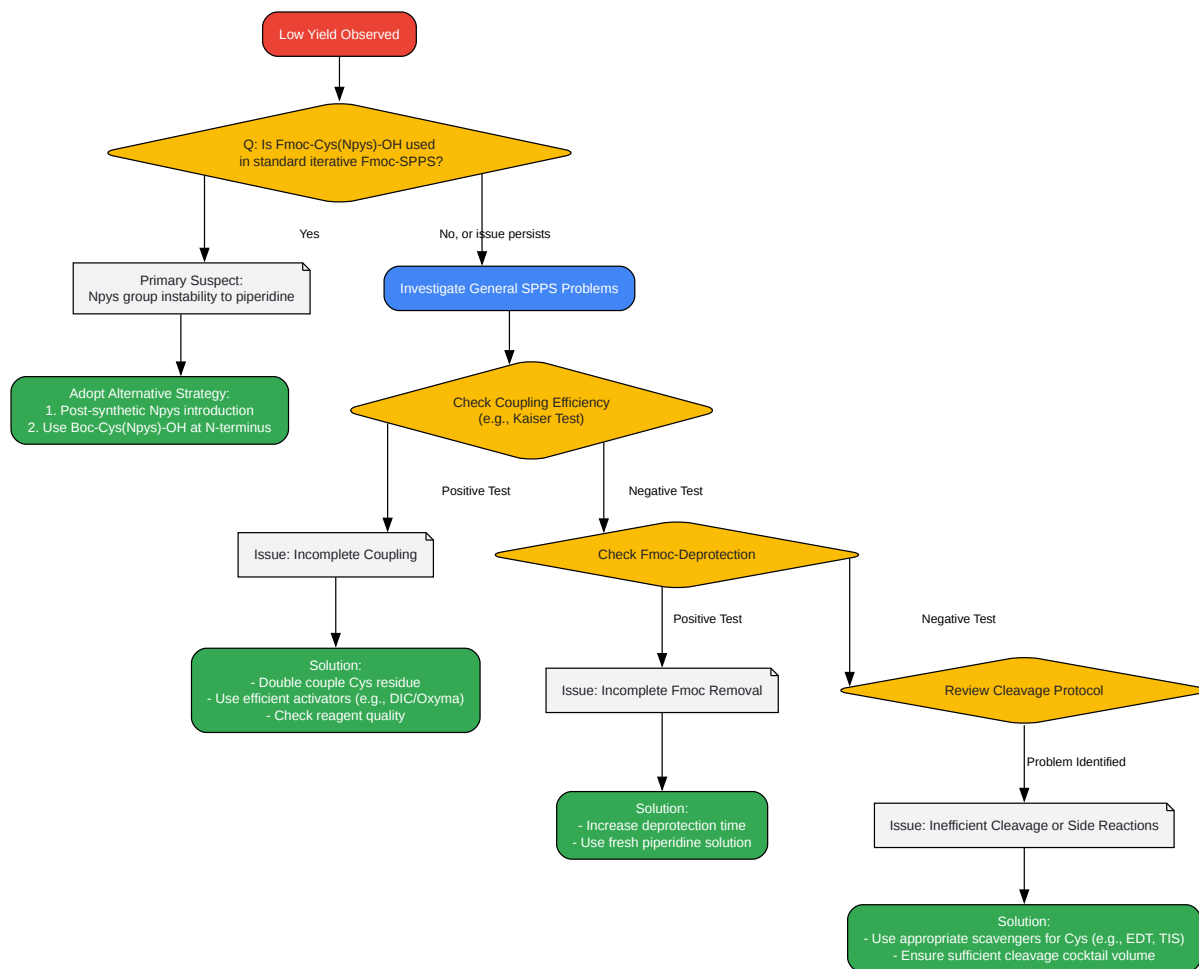 Low Yield Observed
Q: Is Fmoc-Cys(Npys)-OH used
in standard iterative Fmoc-SPPS?
Yes
No, or issue persists
Primary Suspect:
Npys group instability to piperidine
Investigate General SPPS Problems
Adopt Alternative Strategy:
1. Post-synthetic Npys introduction
2. Use Boc-Cys(Npys)-OH at N-terminus
Check Coupling Efficiency
(e.g., Kaiser Test)
Positive Test
Negative Test
Issue: Incomplete Coupling
Check Fmoc-Deprotection
Solution:
- Double couple Cys residue
- Use efficient activators (e.g., DIC/Oxyma)
- Check reagent quality
Positive Test
Negative Test
Issue: Incomplete Fmoc Removal
Review Cleavage Protocol
Solution:
- Increase deprotection time
- Use fresh piperidine solution
Problem Identified
Issue: Inefficient Cleavage or Side Reactions
Solution:
- Use appropriate scavengers for Cys (e.g., EDT, TIS)
- Ensure sufficient cleavage cocktail volume